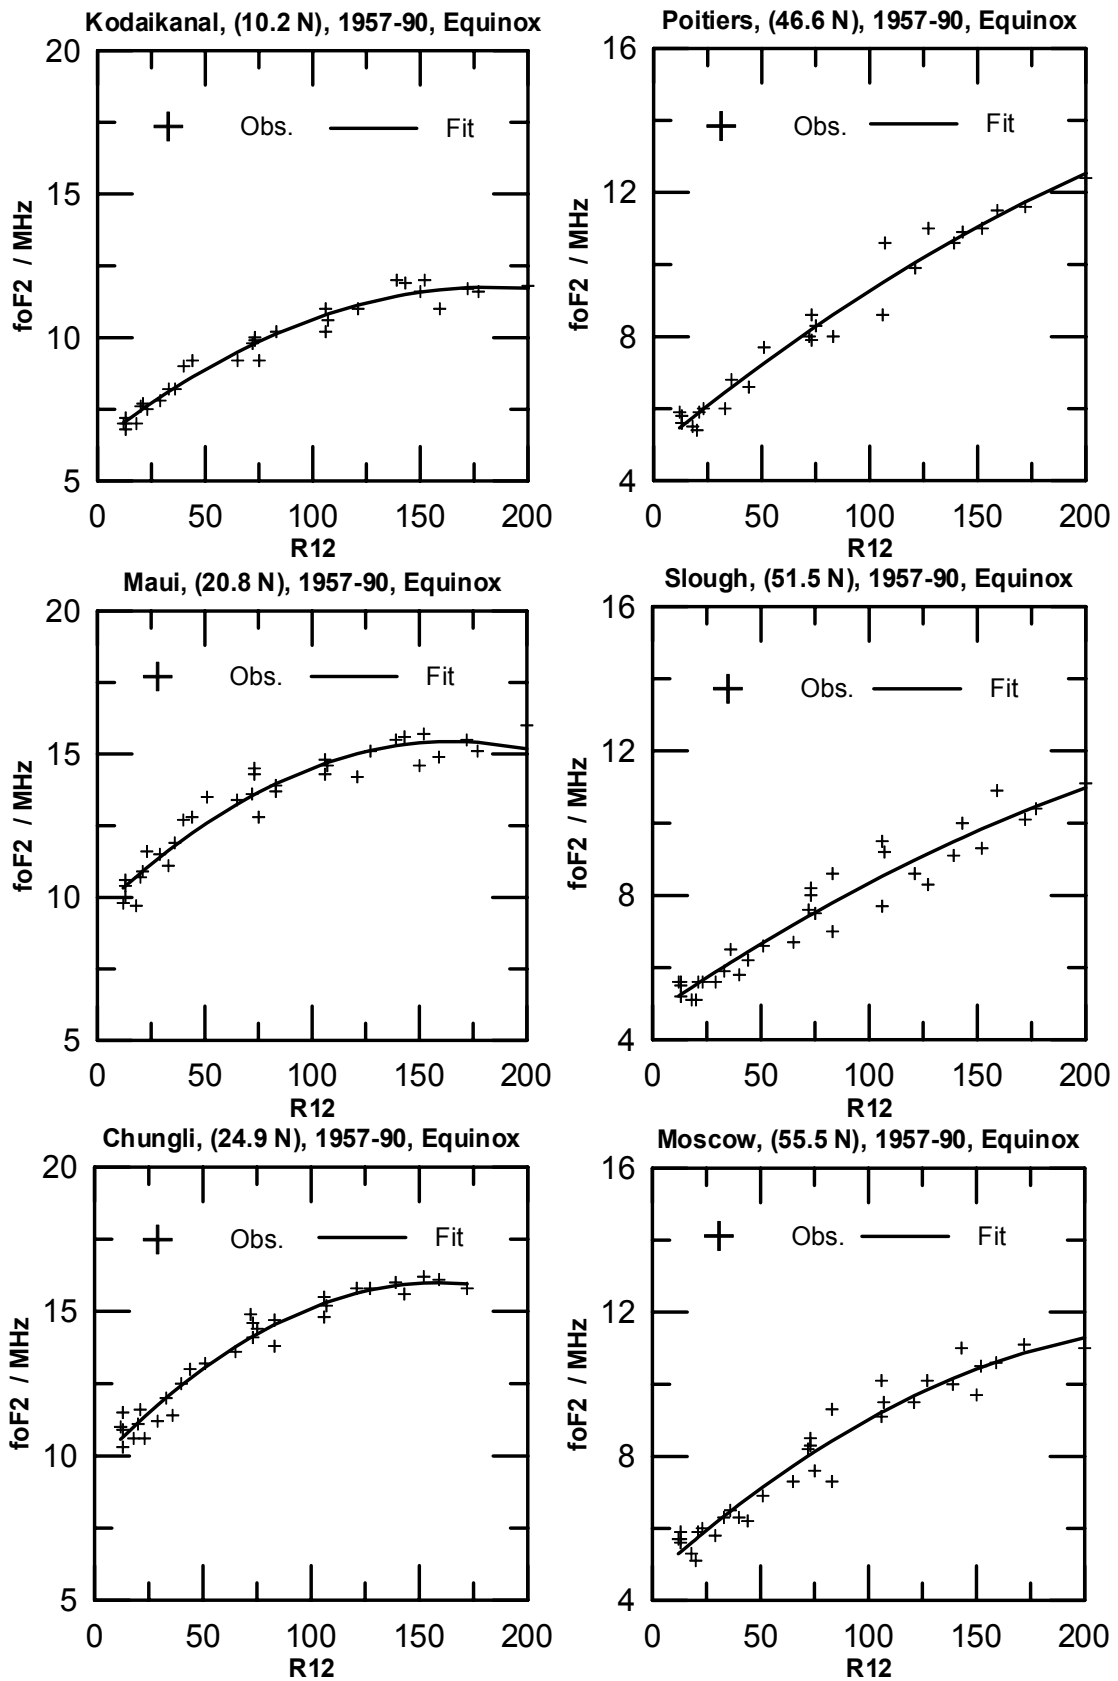 Kodaikanal, (10.2 N), 1957-90, Equinox
20
Obs. Fit
15
foF2 / MHz
10
5
0 50 100 150 200
R12
Poitiers, (46.6 N), 1957-90, Equinox
16
Obs. Fit
12
foF2 / MHz
8
4
0 50 100 150 200
R12
Maui, (20.8 N), 1957-90, Equinox
20
Obs. Fit
15
foF2 / MHz
10
5
0 50 100 150 200
R12
Slough, (51.5 N), 1957-90, Equinox
16
Obs. Fit
12
foF2 / MHz
8
4
0 50 100 150 200
R12
Chungli, (24.9 N), 1957-90, Equinox
20
Obs. Fit
15
foF2 / MHz
10
5
0 50 100 150 200
R12
Moscow, (55.5 N), 1957-90, Equinox
16
Obs. Fit
12
foF2 / MHz
8
4
0 50 100 150 200
R12